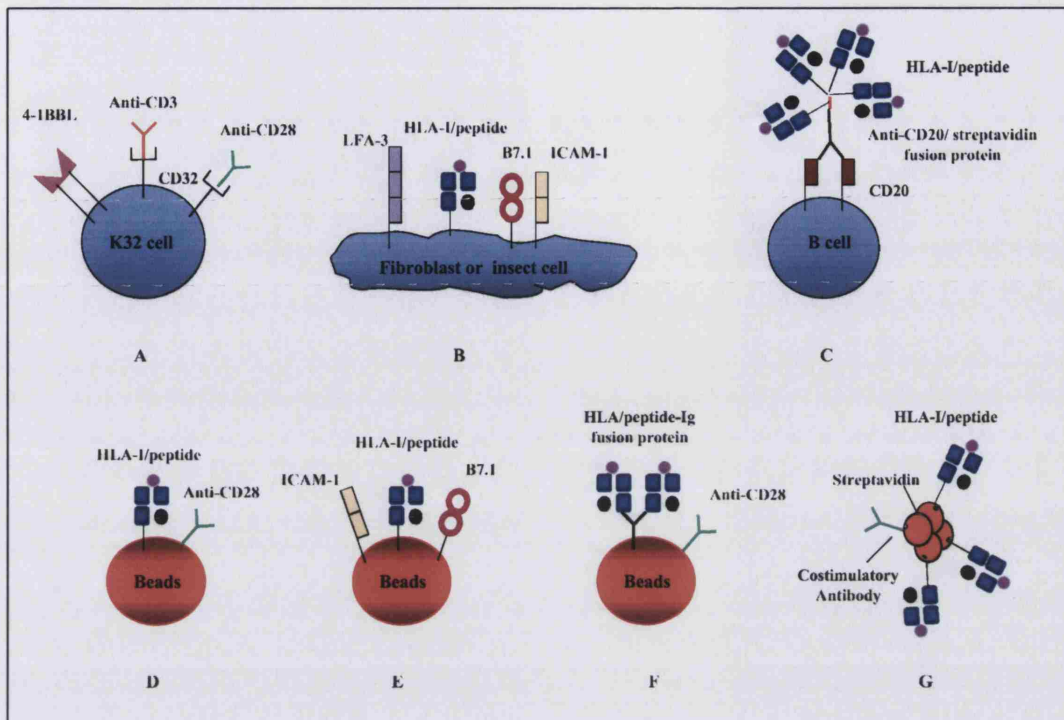 4-1BBL
Anti-CD3
Anti-CD28
CD32
K32 cell
A
LFA-3
HLA-I/peptide
B7.1
ICAM-1
Fibroblast or insect cell
B
HLA-I/peptide
Anti-CD20/ streptavidin
fusion protein
CD20
B cell
C
HLA-I/peptide
Anti-CD28
Beads
D
ICAM-1
HLA-I/peptide
B7.1
Beads
E
HLA/peptide-Ig
fusion protein
Anti-CD28
Beads
F
HLA-I/peptide
Streptavidin
Costimulatory
Antibody
G